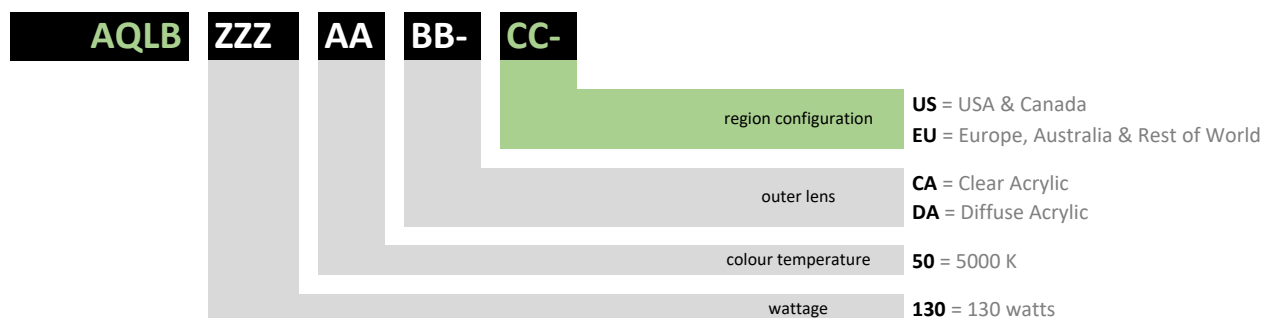 AQLB ZZZ AA BB- CC-
region configuration
US = USA & Canada
EU = Europe, Australia & Rest of World
outer lens
CA = Clear Acrylic
DA = Diffuse Acrylic
colour temperature
50 = 5000 K
wattage
130 = 130 watts